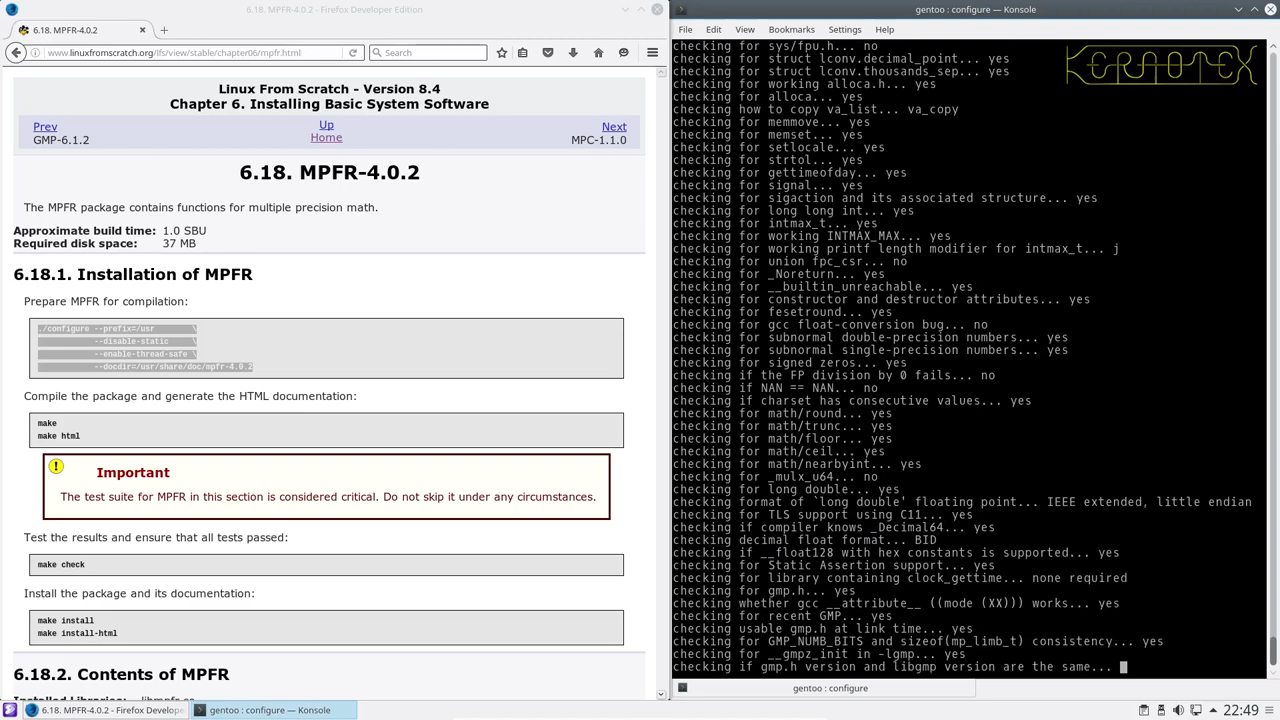 6.18. MPFR-4.0.2 - Firefox Developer Edition
6.18. MPFR-4.0.2
www.linuxfromscratch.org/lfs/view/stable/chapter06/mpfr.html
Search
Linux From Scratch - Version 8.4
Chapter 6. Installing Basic System Software
Prev
Up
Next
GMP-6.1.2
Home
MPC-1.1.0
6.18. MPFR-4.0.2
The MPFR package contains functions for multiple precision math.
Approximate build time: 1.0 SBU
Required disk space: 37 MB
6.18.1. Installation of MPFR
Prepare MPFR for compilation:
./configure --prefix=/usr \
--disable-static \
--enable-thread-safe \
--docdir=/usr/share/doc/mpfr-4.0.2
Compile the package and generate the HTML documentation:
make
make html
Important
The test suite for MPFR in this section is considered critical. Do not skip it under any circumstances.
Test the results and ensure that all tests passed:
make check
Install the package and its documentation:
make install
make install-html
6.18.2. Contents of MPFR
gentoo : configure — Konsole
File Edit View Bookmarks Settings Help
KERNOTEX
checking for sys/fpu.h... no
checking for struct lconv.decimal_point... yes
checking for struct lconv.thousands_sep... yes
checking for working alloca.h... yes
checking for alloca... yes
checking how to copy va_list... va_copy
checking for memmove... yes
checking for memset... yes
checking for setlocale... yes
checking for strtol... yes
checking for gettimeofday... yes
checking for signal... yes
checking for sigaction and its associated structure... yes
checking for long long int... yes
checking for intmax_t... yes
checking for working INTMAX_MAX... yes
checking for working printf length modifier for intmax_t... j
checking for union fpc_csr... no
checking for _Noreturn... yes
checking for __builtin_unreachable... yes
checking for constructor and destructor attributes... yes
checking for fesetround... yes
checking for gcc float-conversion bug... no
checking for subnormal double-precision numbers... yes
checking for subnormal single-precision numbers... yes
checking for signed zeros... yes
checking if the FP division by 0 fails... no
checking if NAN == NAN... no
checking if charset has consecutive values... yes
checking for math/round... yes
checking for math/trunc... yes
checking for math/floor... yes
checking for math/ceil... yes
checking for math/nearbyint... yes
checking for _mulx_u64... no
checking for long double... yes
checking format of `long double' floating point... IEEE extended, little endian
checking for TLS support using C11... yes
checking if compiler knows _Decimal64... yes
checking decimal float format... BID
checking if __float128 with hex constants is supported... yes
checking for Static Assertion support... yes
checking for library containing clock_gettime... none required
checking for gmp.h... yes
checking whether gcc __attribute__ ((mode (XX))) works... yes
checking for recent GMP... yes
checking usable gmp.h at link time... yes
checking for GMP_NUMB_BITS and sizeof(mp_limb_t) consistency... yes
checking for __gmpz_init in -lgmp... yes
checking if gmp.h version and libgmp version are the same...
gentoo : configure
6.18. MPFR-4.0.2 - Firefox Develope
gentoo : configure — Konsole
22:49